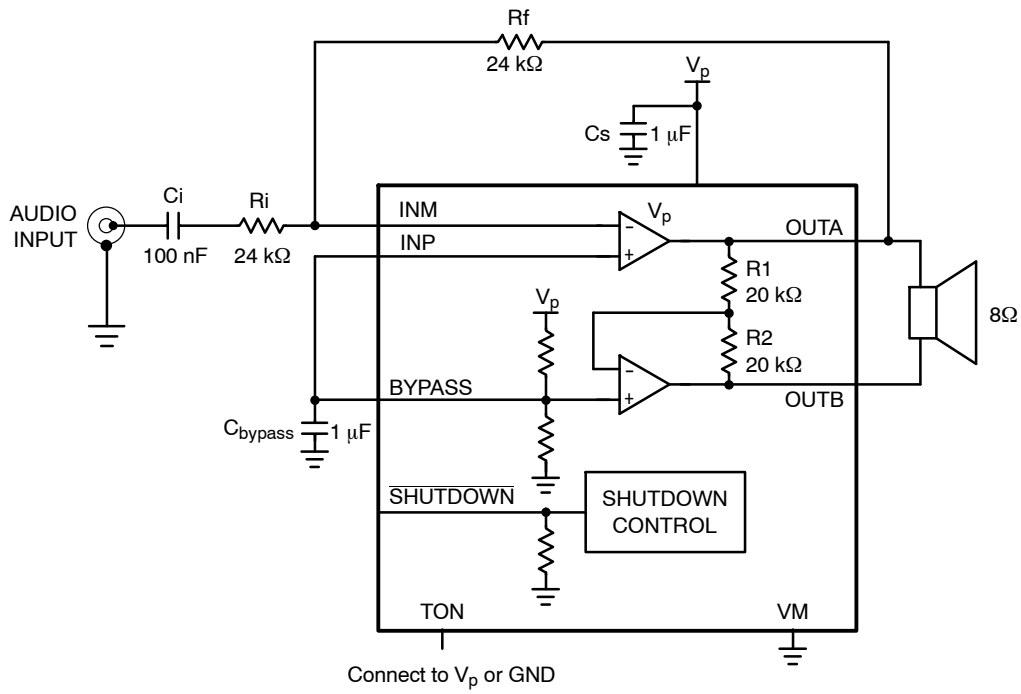 Rf
24 kΩ
Vp
Cs
1 μF
AUDIO
INPUT
Ci
100 nF
Ri
24 kΩ
INM
INP
Vp
-
+
OUTA
R1
20 kΩ
R2
20 kΩ
8Ω
Vp
-
+
BYPASS
OUTB
Cbypass
1 μF
SHUTDOWN
SHUTDOWN
CONTROL
TON
VM
Connect to Vp or GND